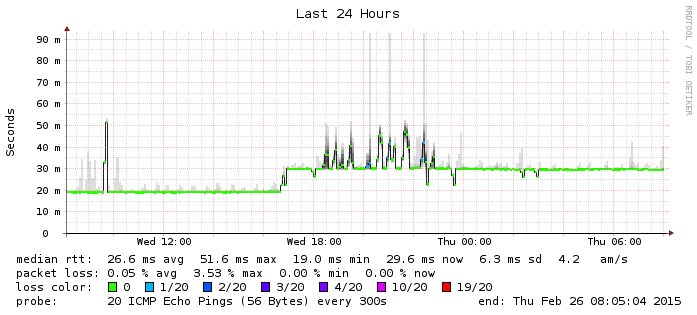 Last 24 Hours
RRDTOOL / TOBI OETIKER
Seconds
90 m
80 m
70 m
60 m
50 m
40 m
30 m
20 m
10 m
0
Wed 12:00 Wed 18:00 Thu 00:00 Thu 06:00
median rtt: 26.6 ms avg 51.6 ms max 19.0 ms min 29.6 ms now 6.3 ms sd 4.2 am/s
packet loss: 0.05 % avg 3.53 % max 0.00 % min 0.00 % now
loss color: 0 1/20 2/20 3/20 4/20 10/20 19/20
probe: 20 ICMP Echo Pings (56 Bytes) every 300s end: Thu Feb 26 08:05:04 2015